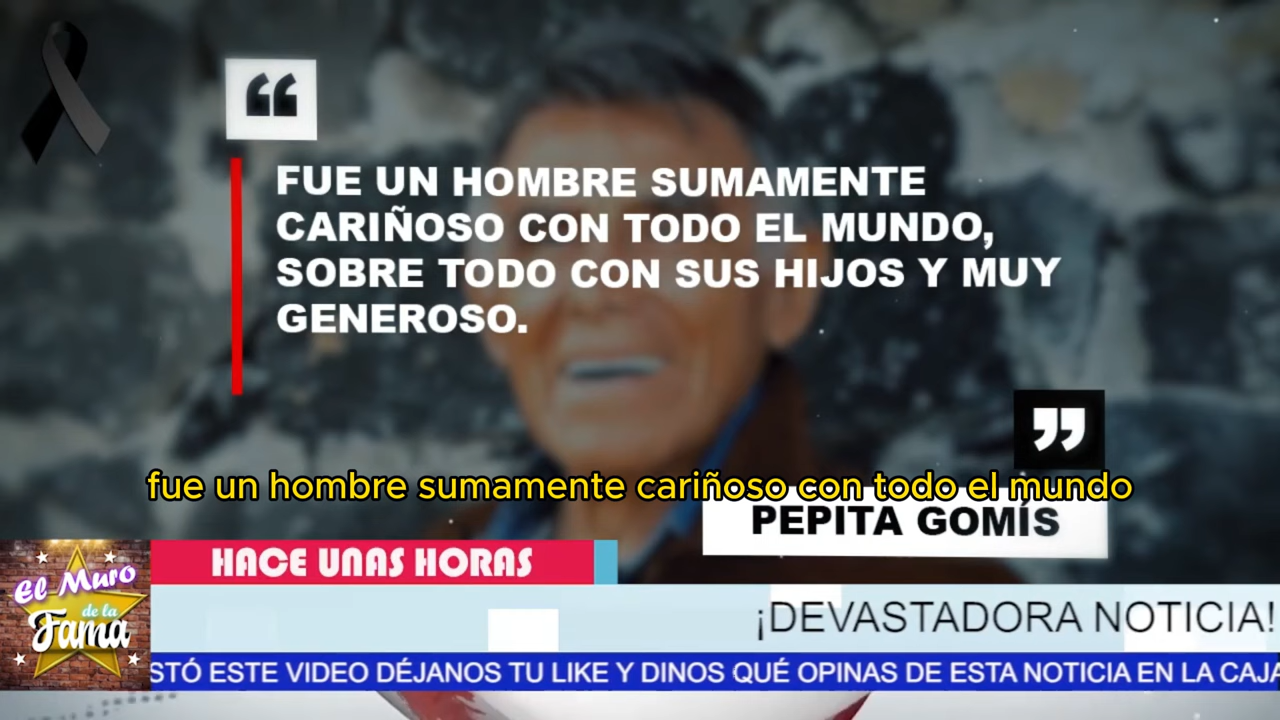 “
FUE UN HOMBRE SUMAMENTE
CARIÑOSO CON TODO EL MUNDO,
SOBRE TODO CON SUS HIJOS Y MUY
GENEROSO.
”
fue un hombre sumamente cariñoso con todo el mundo
PEPITA GOMÍS
HACE UNAS HORAS
El Muro
de la
Fama
¡DEVASTADORA NOTICIA!
STÓ ESTE VIDEO DÉJANOS TU LIKE Y DINOS QUÉ OPINAS DE ESTA NOTICIA EN LA CAJA